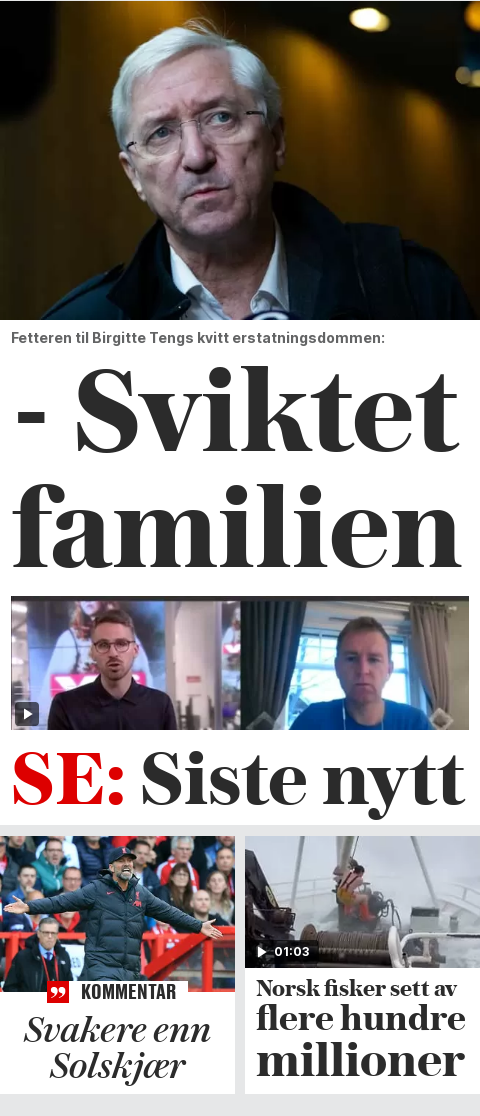 Fetteren til Birgitte Tengs kvitt erstatningsdommen:
- Sviktet
familien
SE: Siste nytt
KOMMENTAR
Svakere enn
Solskjær
01:03
Norsk fisker sett av
flere hundre
millioner